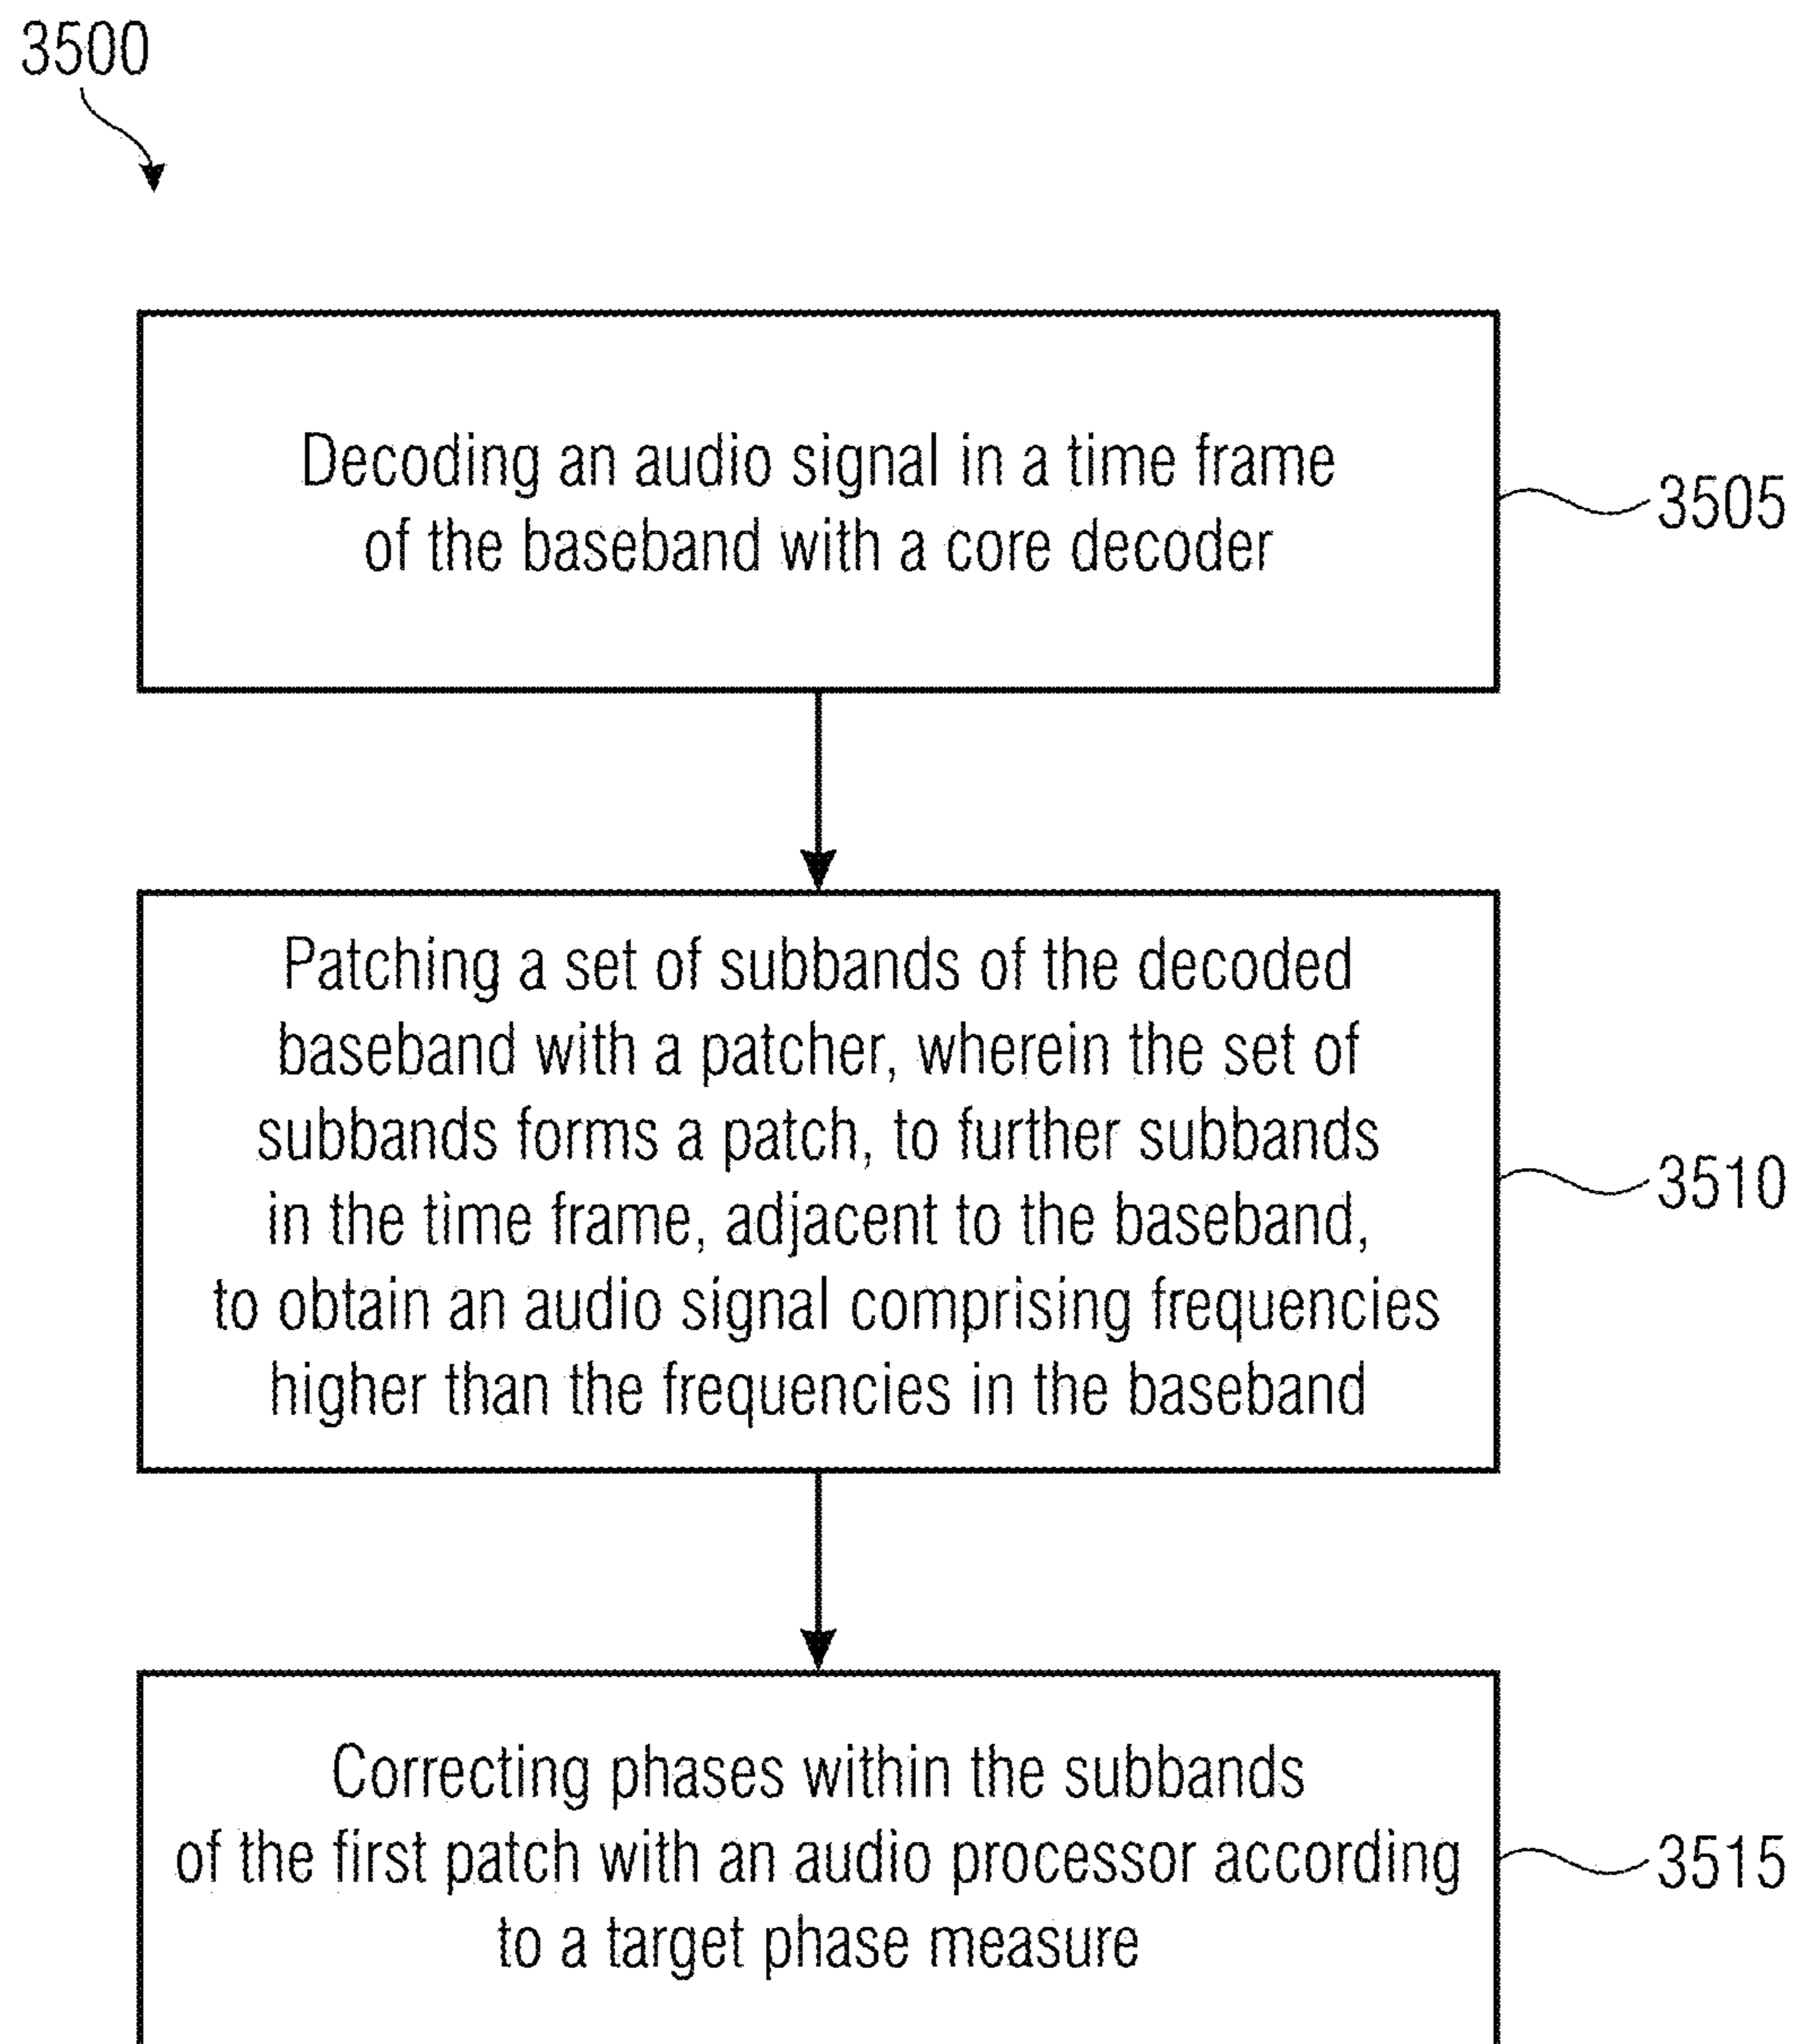 3500
Decoding an audio signal in a time frame
of the baseband with a core decoder
3505
Patching a set of subbands of the decoded
baseband with a patcher, wherein the set of
subbands forms a patch, to further subbands
in the time frame, adjacent to the baseband,
to obtain an audio signal comprising frequencies
higher than the frequencies in the baseband
3510
Correcting phases within the subbands
of the first patch with an audio processor according
to a target phase measure
3515